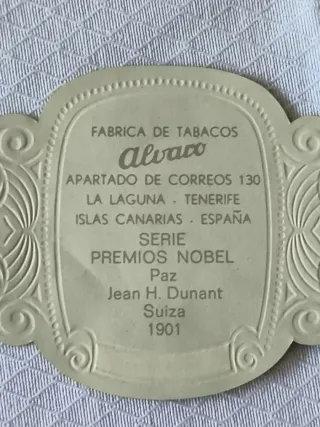 FABRICA DE TABACOS
Alvaro
APARTADO DE CORREOS 130
LA LAGUNA - TENERIFE
ISLAS CANARIAS - ESPAÑA
SERIE
PREMIOS NOBEL
Paz
Jean H. Dunant
Suiza
1901